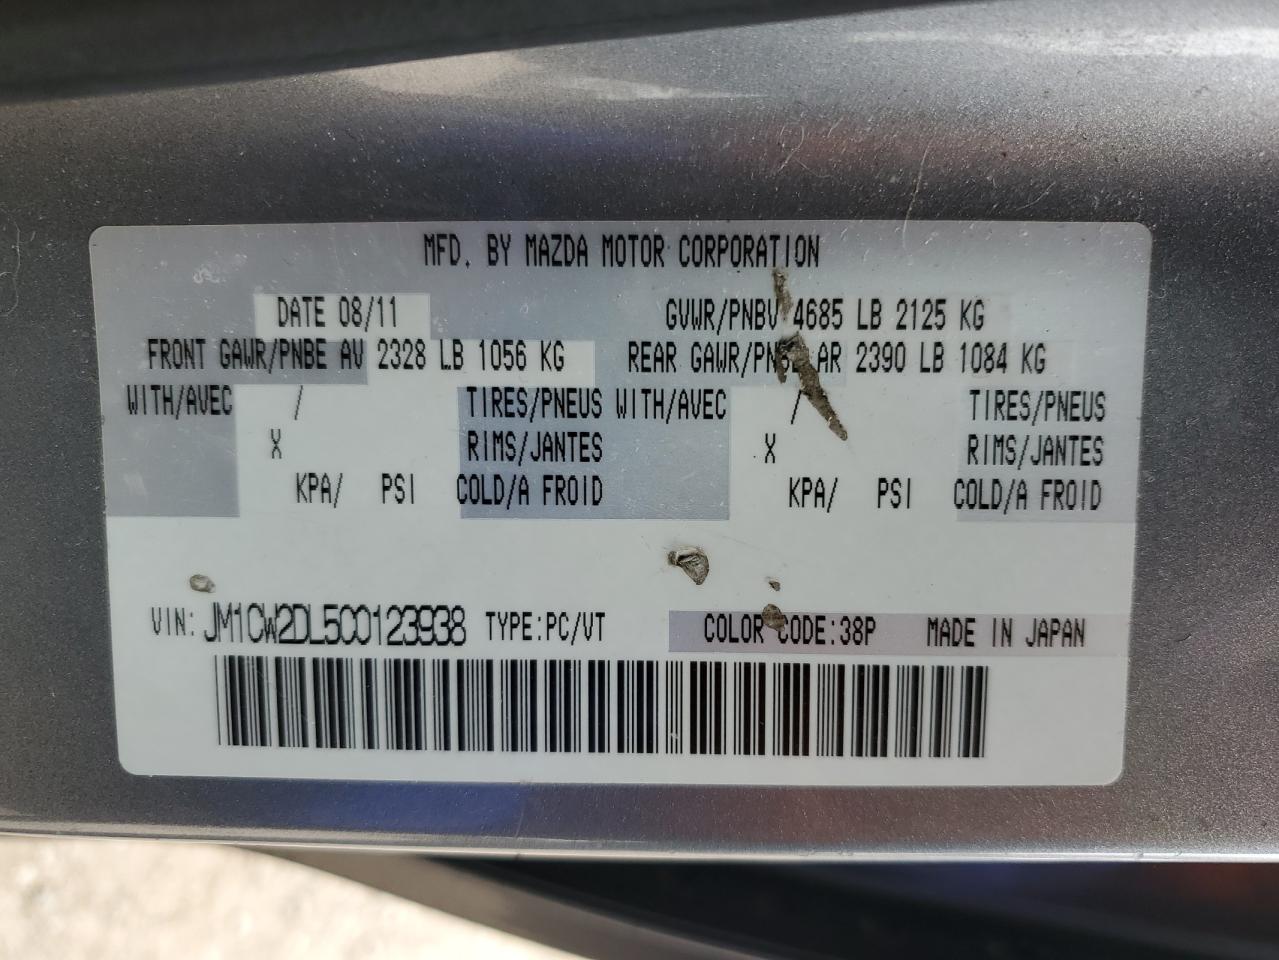 MFD. BY MAZDA MOTOR CORPORATION
DATE 08/11 GVWR/PNBV 4685 LB 2125 KG
FRONT GAWR/PNBE AV 2328 LB 1056 KG REAR GAWR/PNBE AR 2390 LB 1084 KG
WITH/AVEC / TIRES/PNEUS WITH/AVEC / TIRES/PNEUS
X RIMS/JANTES X RIMS/JANTES
KPA/ PSI COLD/A FROID KPA/ PSI COLD/A FROID
VIN: JM1CW2DL5C0123938 TYPE:PC/VT COLOR CODE:38P MADE IN JAPAN